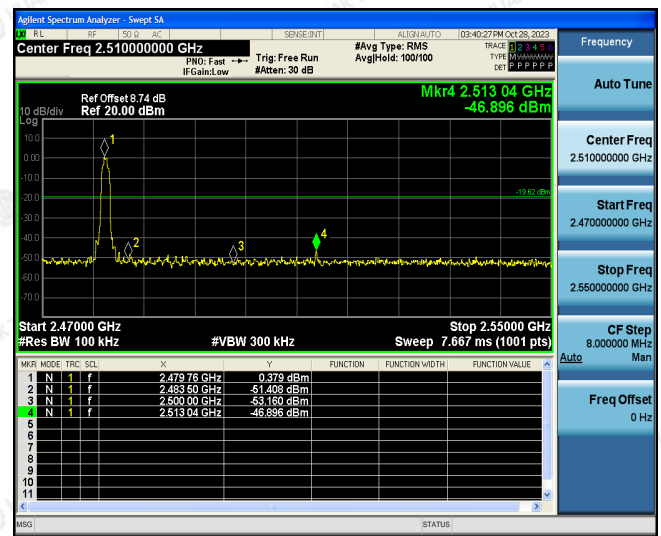 Agilent Spectrum Analyzer - Swept SA
LXI RL RF 50 Ω AC SENSE:INT ALIGN AUTO 03:40:27 PM Oct 28, 2023
Center Freq 2.510000000 GHz #Avg Type: RMS TRACE 1 2 3 4 5 6
PNO: Fast Trig: Free Run Avg|Hold: 100/100 TYPE M
IFGain:Low #Atten: 30 dB DET P P P P P P
Mkr4 2.513 04 GHz
Ref Offset 8.74 dB
10 dB/div Ref 20.00 dBm -46.896 dBm
Log
10.0
0.00
-10.0
-20.0
-30.0
-40.0
-50.0
-60.0
-70.0
1
2
3
4
-19.62 dBm
Start 2.47000 GHz Stop 2.55000 GHz
#Res BW 100 kHz #VBW 300 kHz Sweep 7.667 ms (1001 pts)
MKR MODE TRC SCL X Y FUNCTION FUNCTION WIDTH FUNCTION VALUE
1 N 1 f 2.479 76 GHz 0.379 dBm
2 N 1 f 2.483 50 GHz -51.408 dBm
3 N 1 f 2.500 00 GHz -53.160 dBm
4 N 1 f 2.513 04 GHz -46.896 dBm
5
6
7
8
9
10
11
MSG STATUS
Frequency
Auto Tune
Center Freq
2.510000000 GHz
Start Freq
2.470000000 GHz
Stop Freq
2.550000000 GHz
CF Step
8.000000 MHz
Auto Man
Freq Offset
0 Hz